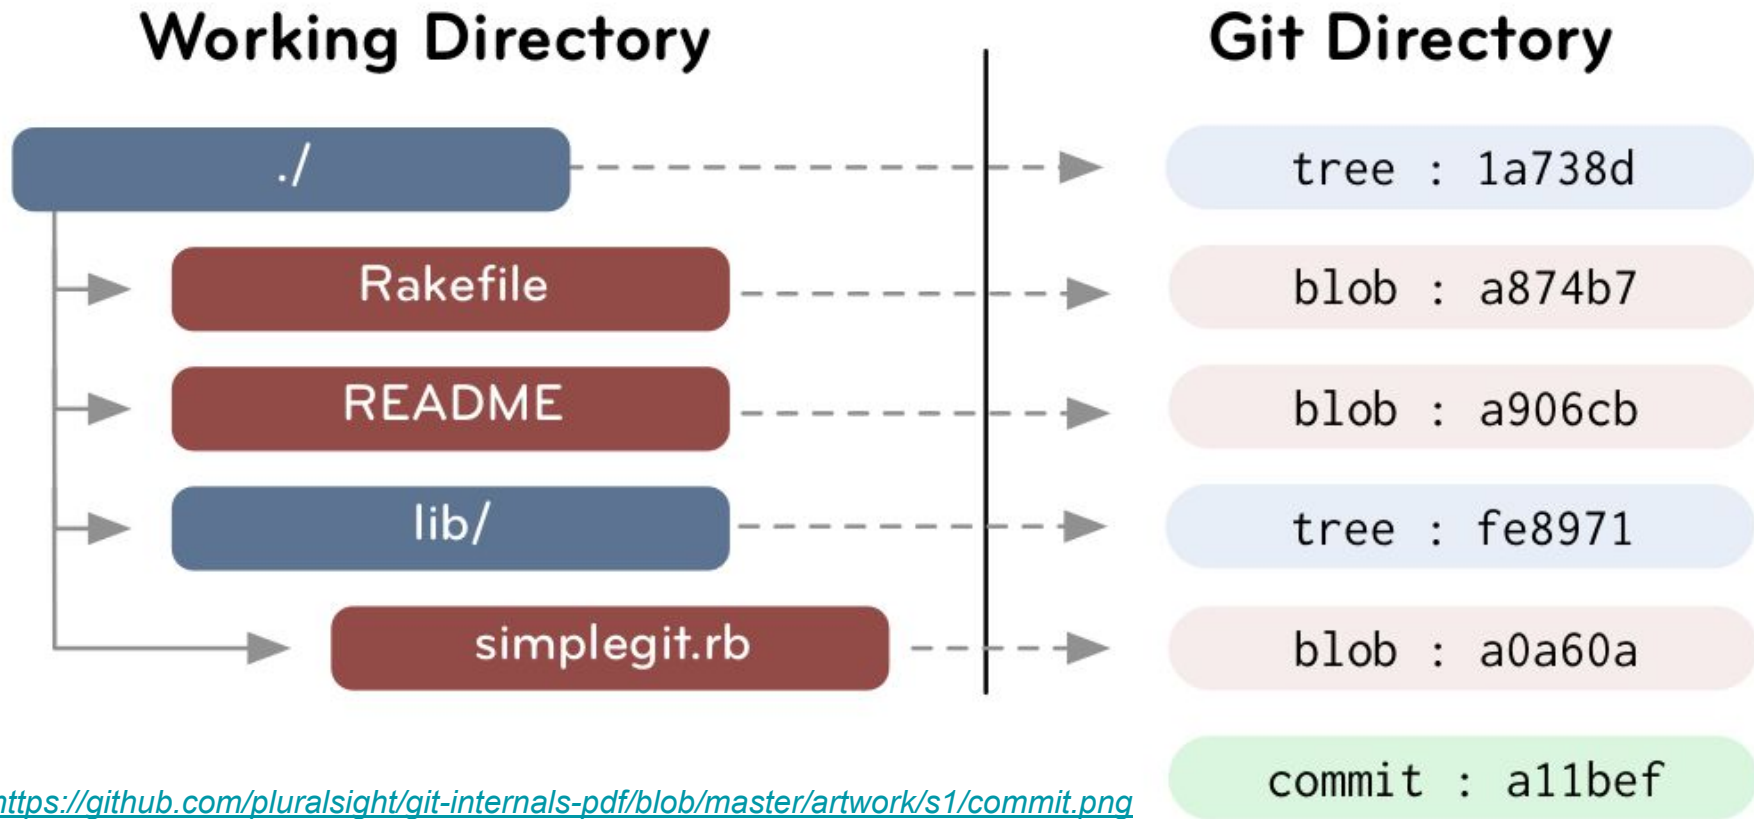 Working Directory
Git Directory
./
tree : 1a738d
Rakefile
blob : a874b7
README
blob : a906cb
lib/
tree : fe8971
simplegit.rb
blob : a0a60a
commit : a11bef
https://github.com/pluralsight/git-internals-pdf/blob/master/artwork/s1/commit.png